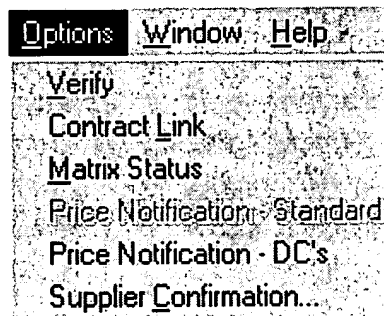 Options Window Help
Verify
Contract Link
Matrix Status
Price Notification - Standard
Price Notification - DC's
Supplier Confirmation...